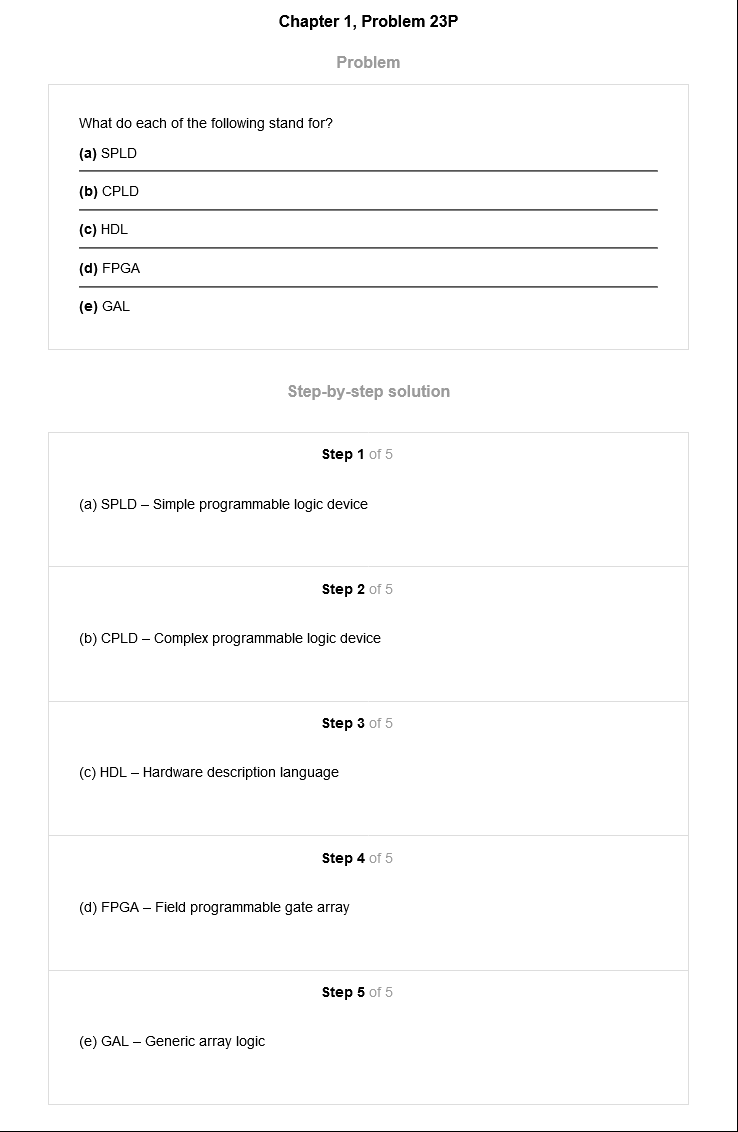 Chapter 1, Problem 23P
Problem
What do each of the following stand for?
(a) SPLD
(b) CPLD
(c) HDL
(d) FPGA
(e) GAL
Step-by-step solution
Step 1 of 5
(a) SPLD – Simple programmable logic device
Step 2 of 5
(b) CPLD – Complex programmable logic device
Step 3 of 5
(c) HDL – Hardware description language
Step 4 of 5
(d) FPGA – Field programmable gate array
Step 5 of 5
(e) GAL – Generic array logic